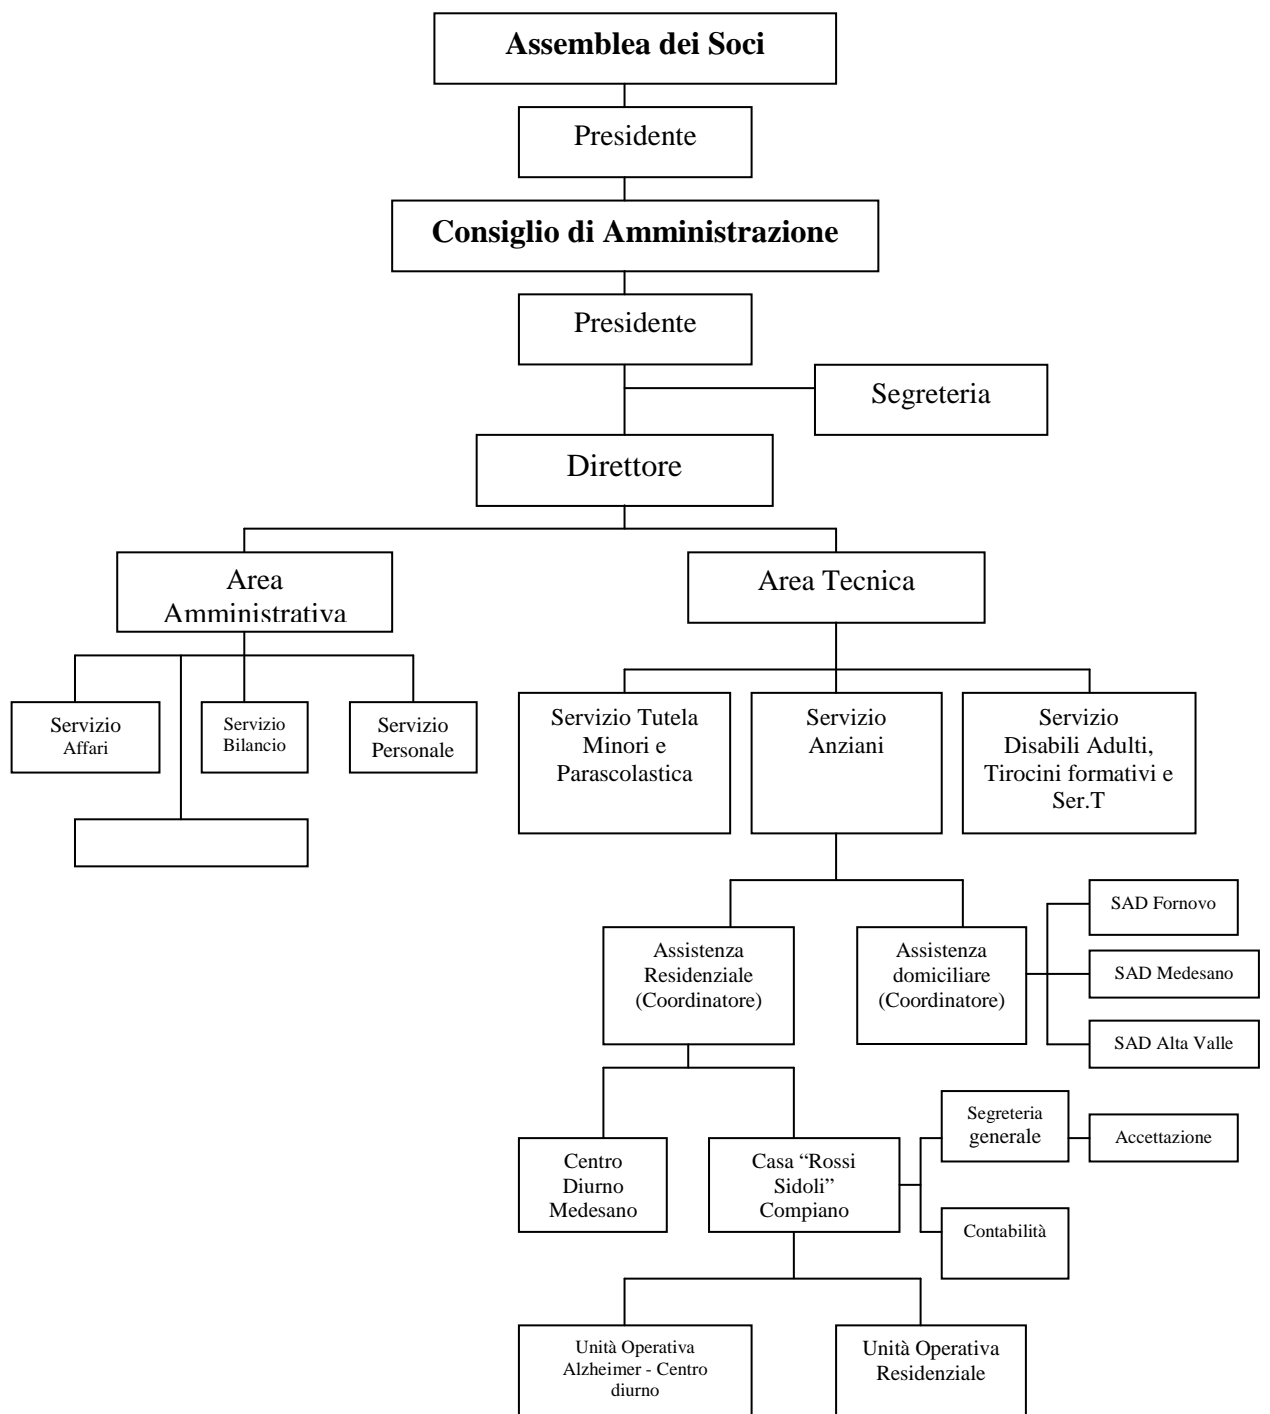 Assemblea dei Soci
Presidente
Consiglio di Amministrazione
Presidente
Segreteria
Direttore
Area
Amministrativa
Area Tecnica
Servizio
Affari
Servizio
Bilancio
Servizio
Personale
Servizio Tutela
Minori e
Parascolastica
Servizio
Anziani
Servizio
Disabili Adulti,
Tirocini formativi e
Ser.T
Assistenza
Residenziale
(Coordinatore)
Assistenza
domiciliare
(Coordinatore)
SAD Fornovo
SAD Medesano
SAD Alta Valle
Centro
Diurno
Medesano
Casa “Rossi
Sidoli”
Compiano
Segreteria
generale
Accettazione
Contabilità
Unità Operativa
Alzheimer - Centro
diurno
Unità Operativa
Residenziale